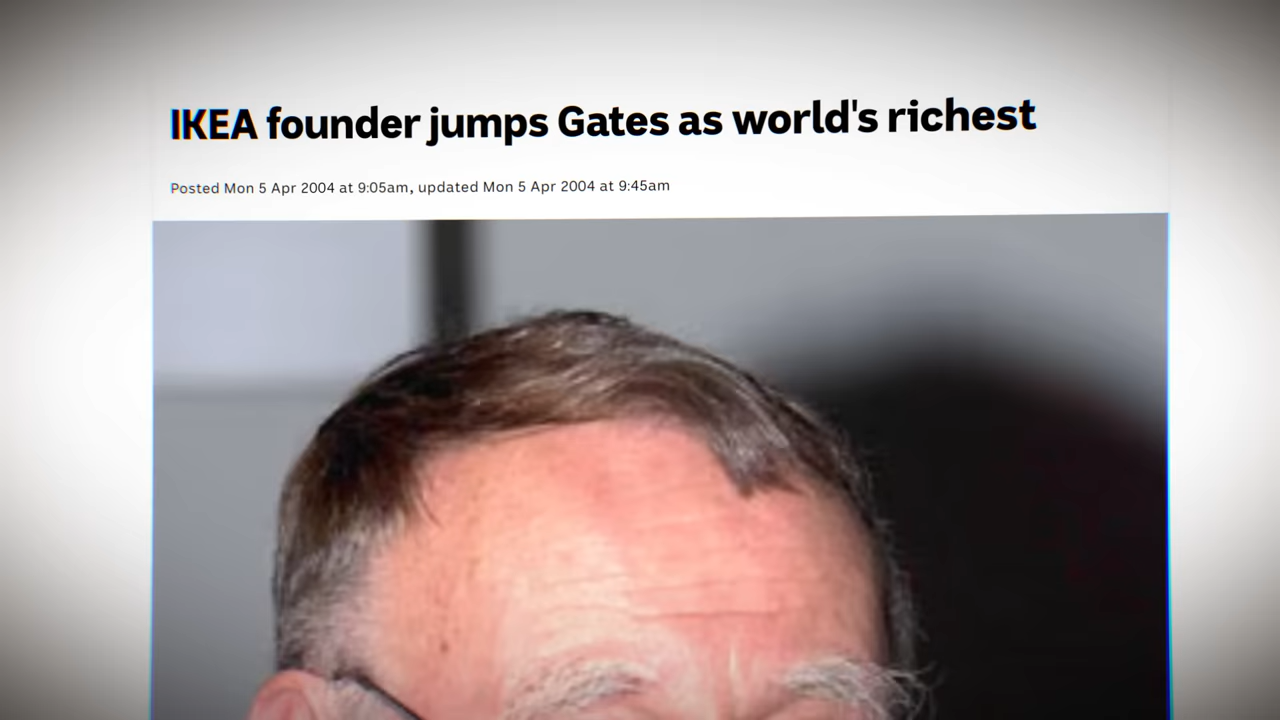 IKEA founder jumps Gates as world's richest
Posted Mon 5 Apr 2004 at 9:05am, updated Mon 5 Apr 2004 at 9:45am